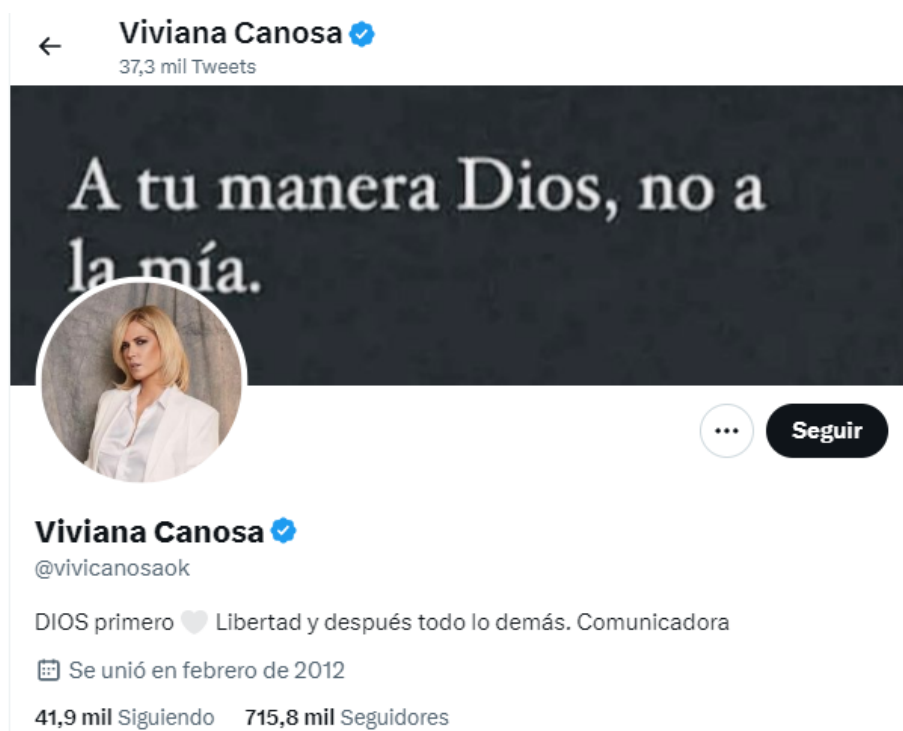 Viviana Canosa
37,3 mil Tweets
A tu manera Dios, no a
la mía.
Seguir
Viviana Canosa
@vivicanosaok
DIOS primero 🤍 Libertad y después todo lo demás. Comunicadora
Se unió en febrero de 2012
41,9 mil Siguiendo 715,8 mil Seguidores